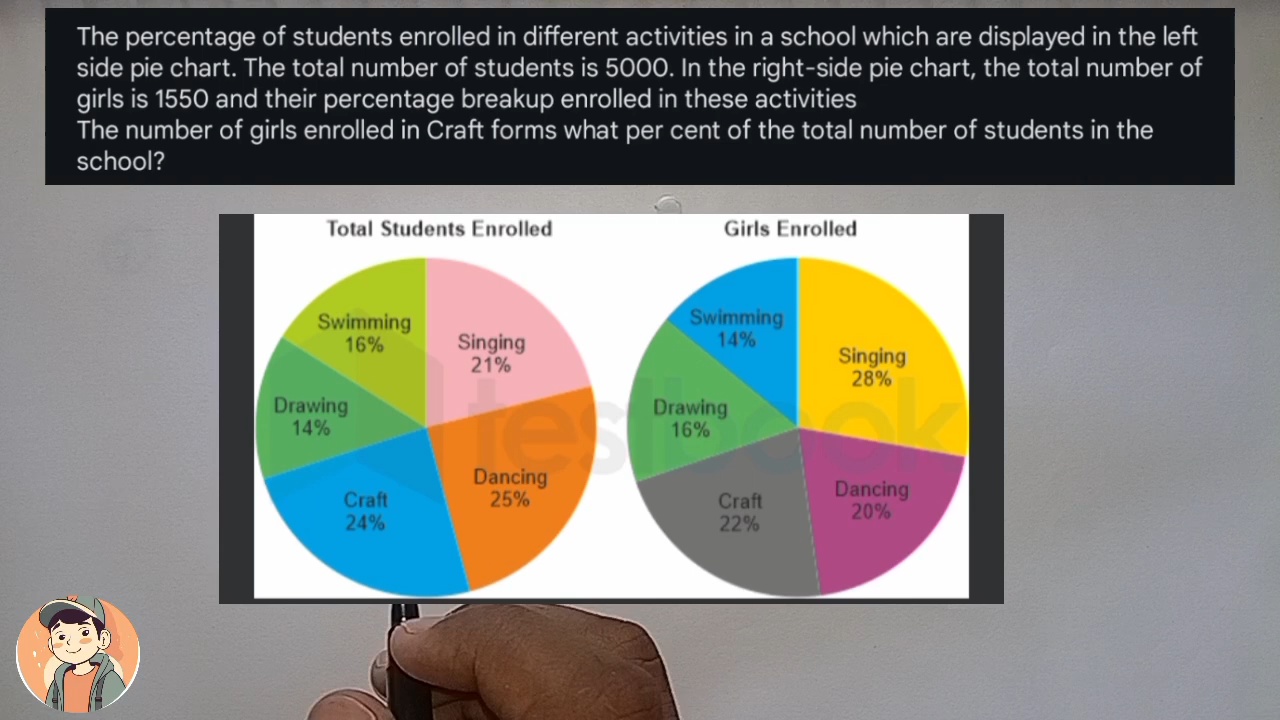 The percentage of students enrolled in different activities in a school which are displayed in the left
side pie chart. The total number of students is 5000. In the right-side pie chart, the total number of
girls is 1550 and their percentage breakup enrolled in these activities
The number of girls enrolled in Craft forms what per cent of the total number of students in the
school?
Total Students Enrolled
Swimming
16%
Singing
21%
Drawing
14%
Craft
24%
Dancing
25%
Girls Enrolled
Swimming
14%
Singing
28%
Drawing
16%
Craft
22%
Dancing
20%
testbook